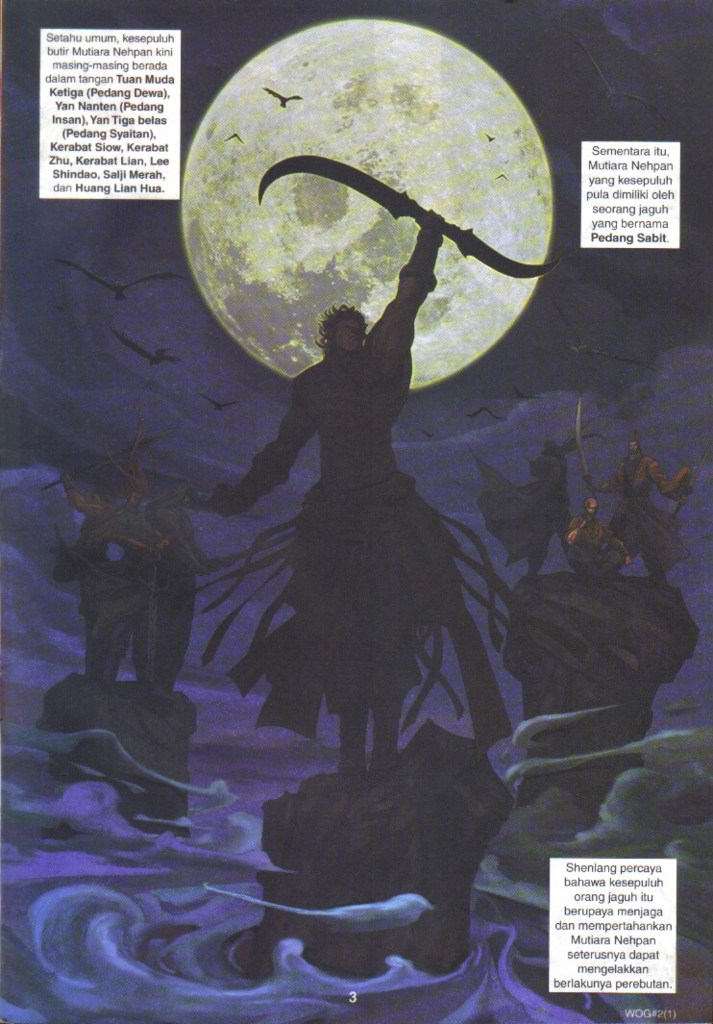 Setahu umum, kesepuluh
butir Mutiara Nehpan kini
masing-masing berada
dalam tangan Tuan Muda
Ketiga (Pedang Dewa),
Yan Nanten (Pedang
Insan), Yan Tiga belas
(Pedang Syaitan),
Kerabat Siow, Kerabat
Zhu, Kerabat Lian, Lee
Shindao, Salji Merah,
dan Huang Lian Hua.
Sementara itu,
Mutiara Nehpan
yang kesepuluh
pula dimiliki oleh
seorang jaguh
yang bernama
Pedang Sabit.
Shenlang percaya
bahawa kesepuluh
orang jaguh itu
berupaya menjaga
dan mempertahankan
Mutiara Nehpan
seterusnya dapat
mengelakkan
berlakunya perebutan.
3
WOG#2(1)